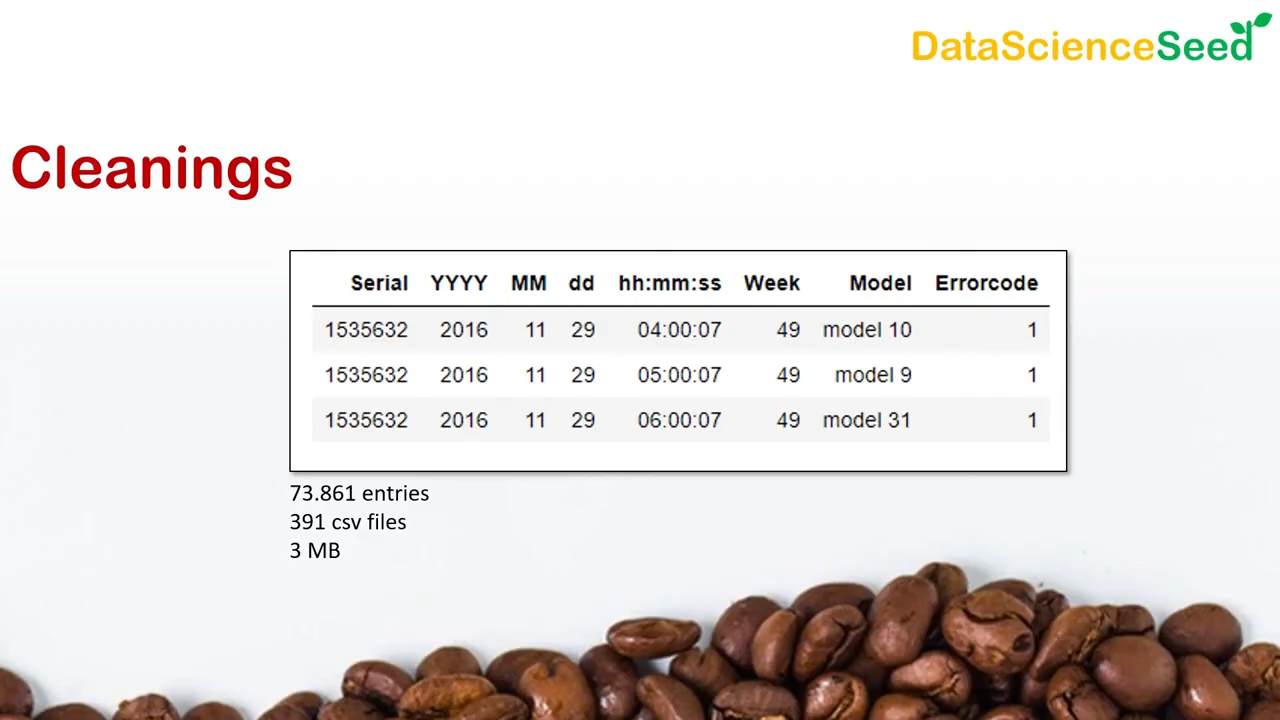 DataScienceSeed
Cleanings
Serial YYYY MM dd hh:mm:ss Week Model Errorcode
1535632 2016 11 29 04:00:07 49 model 10 1
1535632 2016 11 29 05:00:07 49 model 9 1
1535632 2016 11 29 06:00:07 49 model 31 1
73.861 entries
391 csv files
3 MB